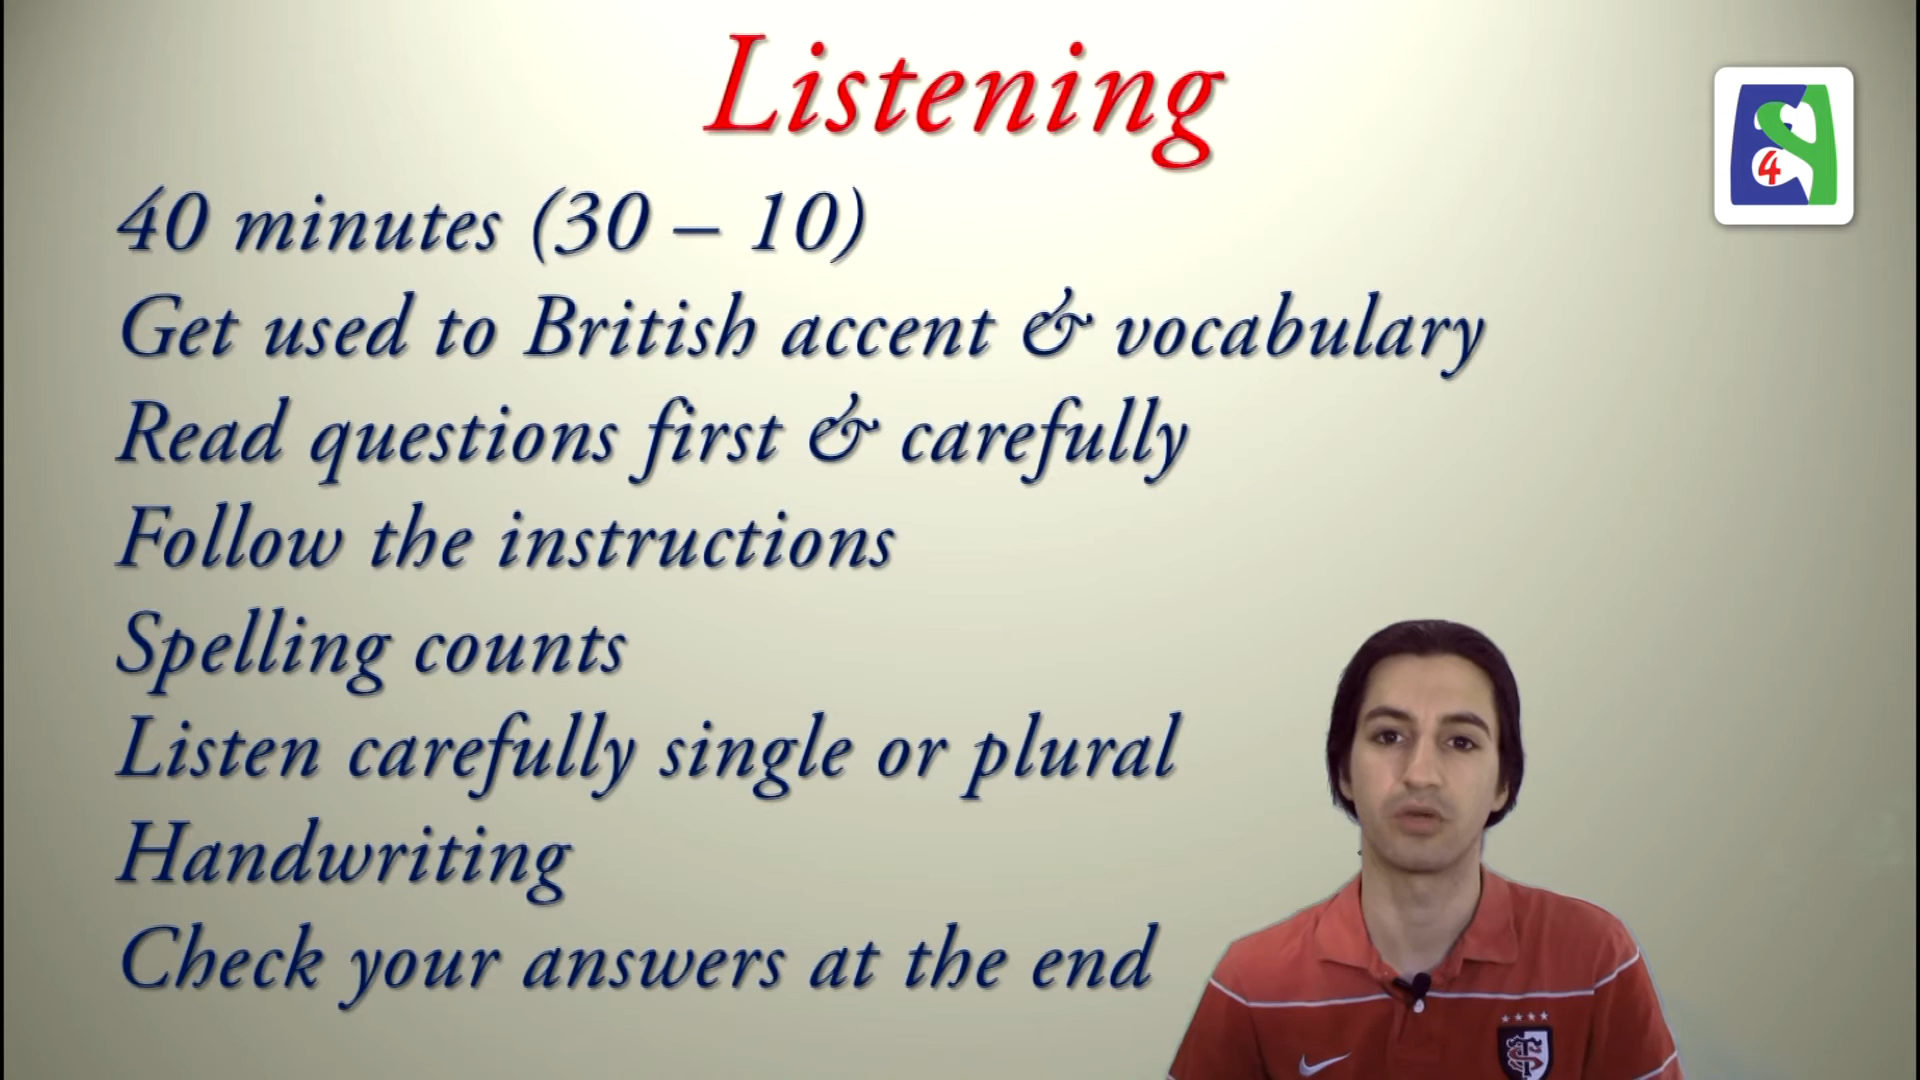 Listening
4
40 minutes (30 – 10)
Get used to British accent & vocabulary
Read questions first & carefully
Follow the instructions
Spelling counts
Listen carefully single or plural
Handwriting
Check your answers at the end